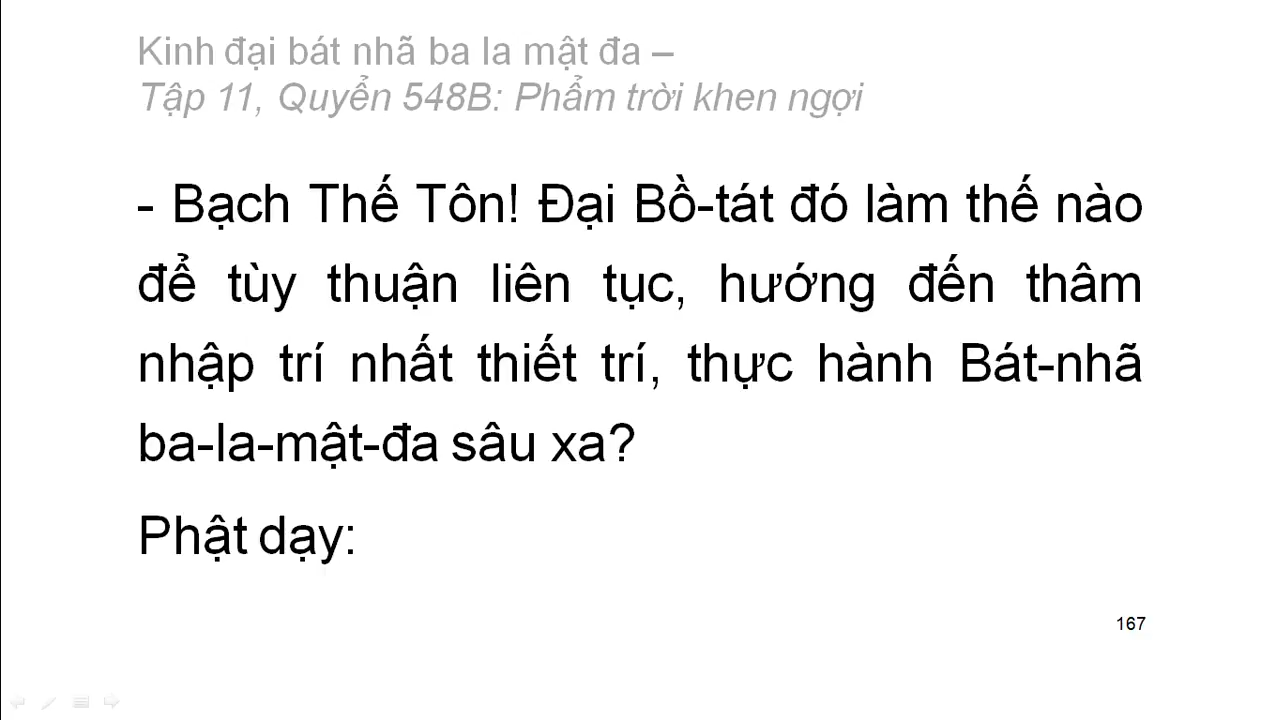 Kinh đại bát nhã ba la mật đa –
Tập 11, Quyển 548B: Phẩm trời khen ngợi
- Bạch Thế Tôn! Đại Bồ-tát đó làm thế nào
để tùy thuận liên tục, hướng đến thâm
nhập trí nhất thiết trí, thực hành Bát-nhã
ba-la-mật-đa sâu xa?
Phật dạy:
167